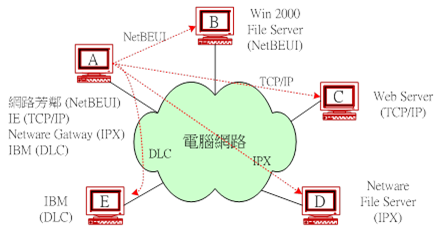 Win 2000
File Server
(NetBEUI)
B
NetBEUI
A
TCP/IP
C
Web Server
(TCP/IP)
網路芳鄰 (NetBEUI)
IE (TCP/IP)
Netware Gatway (IPX)
IBM (DLC)
電腦網路
DLC
IPX
IBM
(DLC)
E
D
Netware
File Server
(IPX)